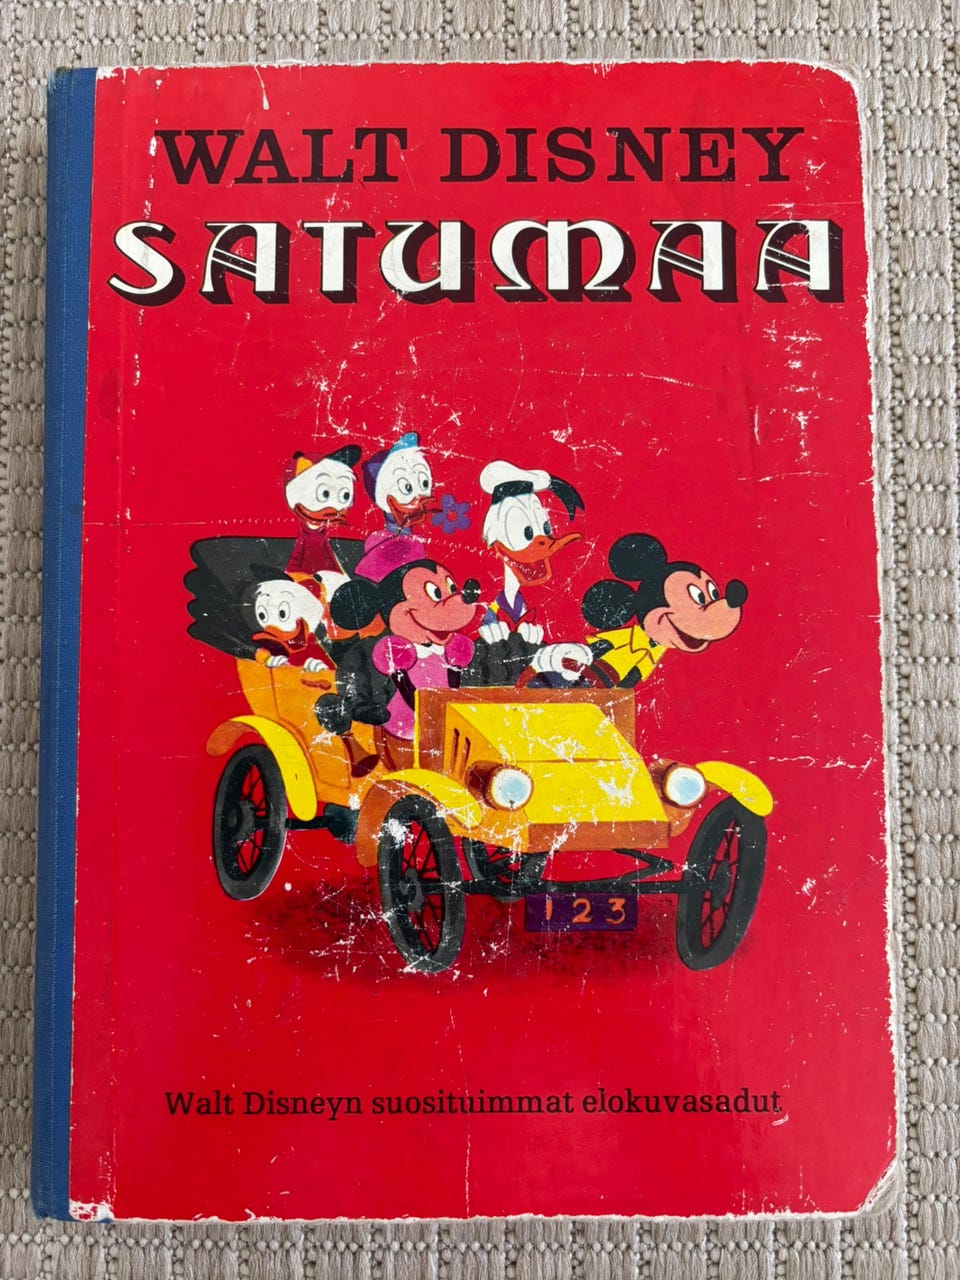 WALT DISNEY
SATUMAA
123
Walt Disneyn suosituimmat elokuvasadut